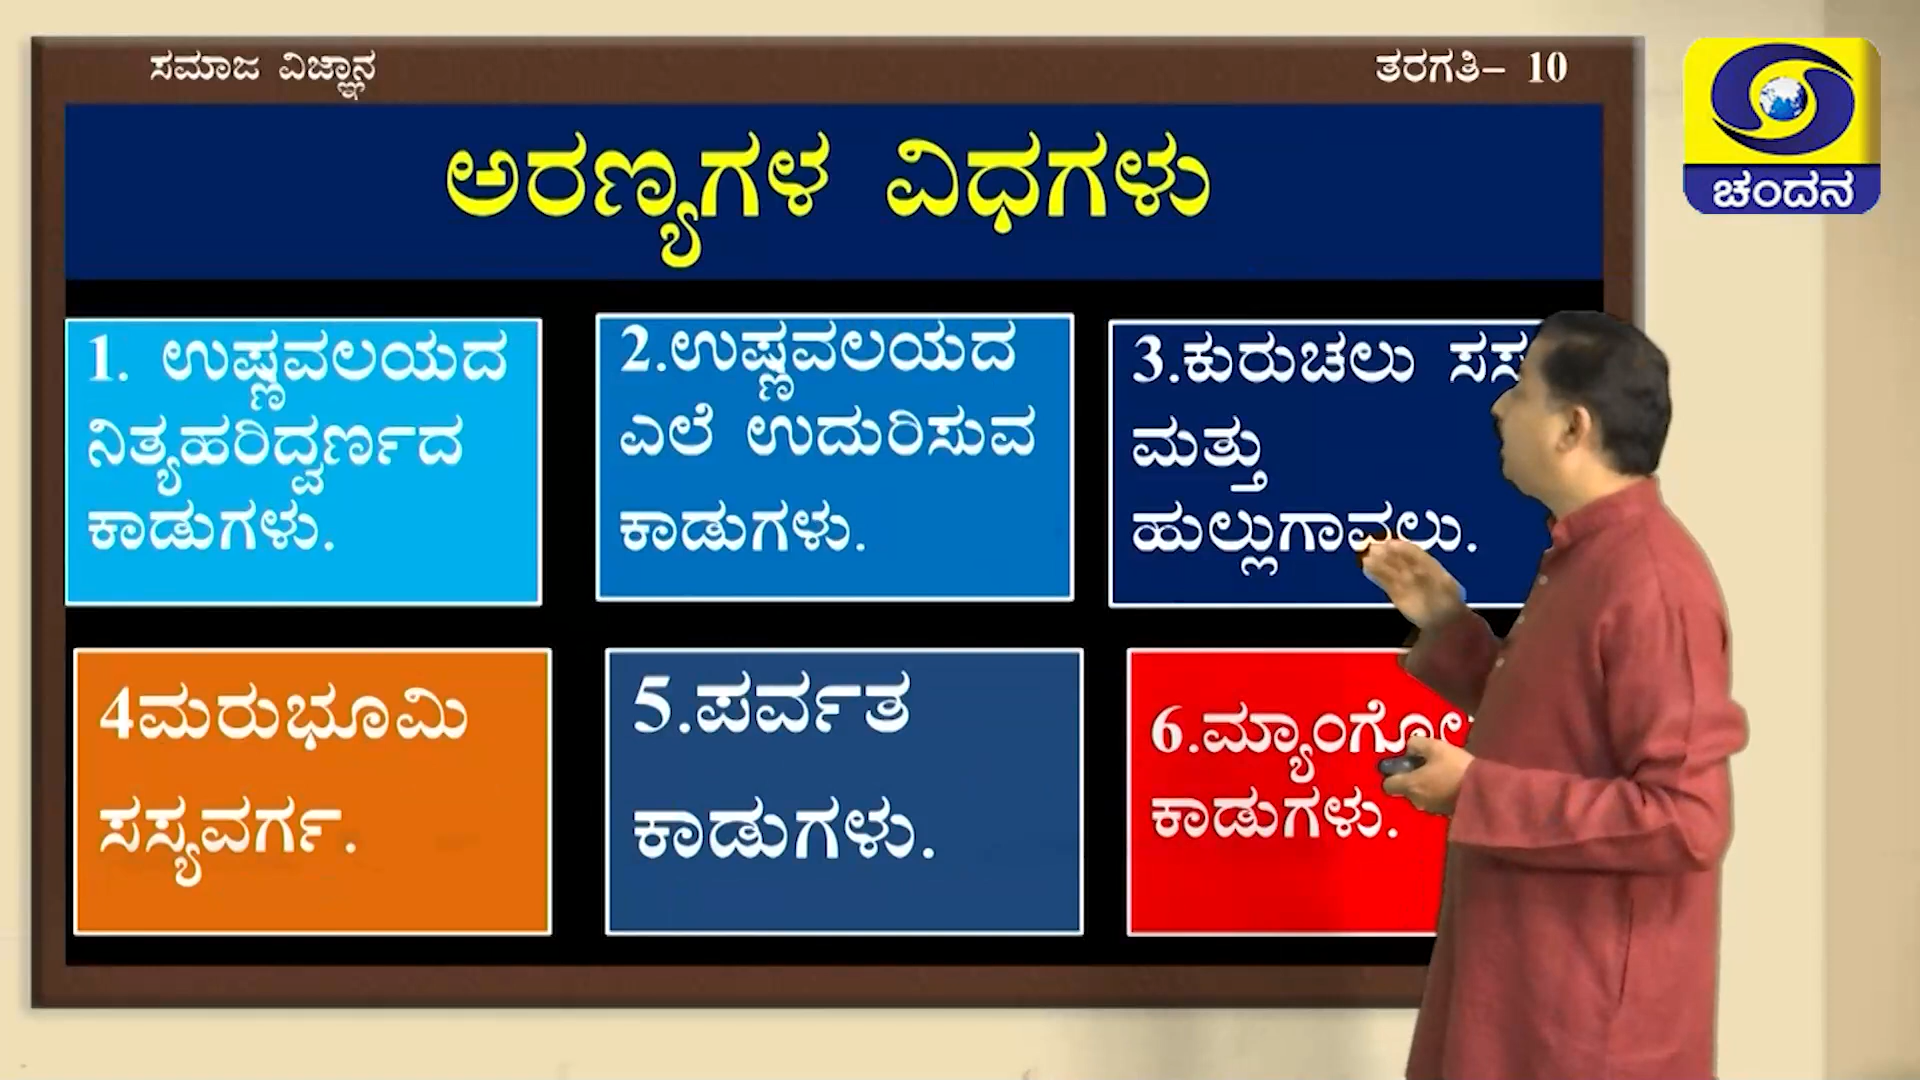 ಸಮಾಜ ವಿಜ್ಞಾನ
ತರಗತಿ– 10
ಚಂದನ
ಅರಣ್ಯಗಳ ವಿಧಗಳು
1. ಉಷ್ಣವಲಯದ
ನಿತ್ಯಹರಿದ್ವರ್ಣದ
ಕಾಡುಗಳು.
2.ಉಷ್ಣವಲಯದ
ಎಲೆ ಉದುರಿಸುವ
ಕಾಡುಗಳು.
3.ಕುರುಚಲು
ಮತ್ತು
ಹುಲ್ಲುಗಾವಲು.
4ಮರುಭೂಮಿ
ಸಸ್ಯವರ್ಗ.
5.ಪರ್ವತ
ಕಾಡುಗಳು.
6.
ಕಾಡುಗಳು.